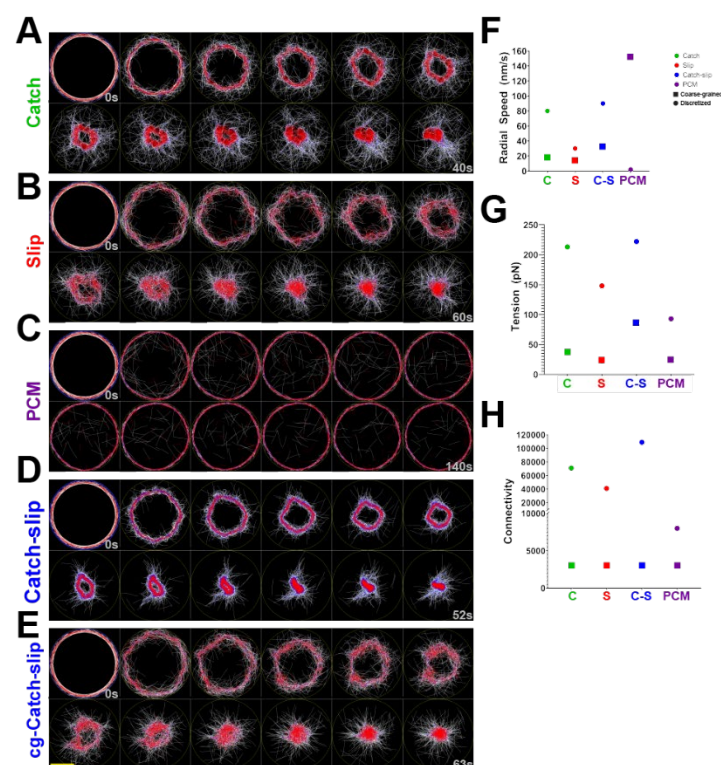 A
Catch
0s
40s
B
Slip
0s
60s
C
PCM
0s
140s
D
Catch-slip
0s
52s
E
cg-Catch-slip
0s
63s
F
Radial Speed (nm/s)
160
140
120
100
80
60
40
20
0
C S C-S PCM
Catch
Slip
Catch-slip
PCM
Coarse-grained
Discretized
G
Tension (pN)
250
200
150
100
50
0
C S C-S PCM
H
Connectivity
120000
100000
80000
60000
40000
20000
10000
5000
0
C S C-S PCM